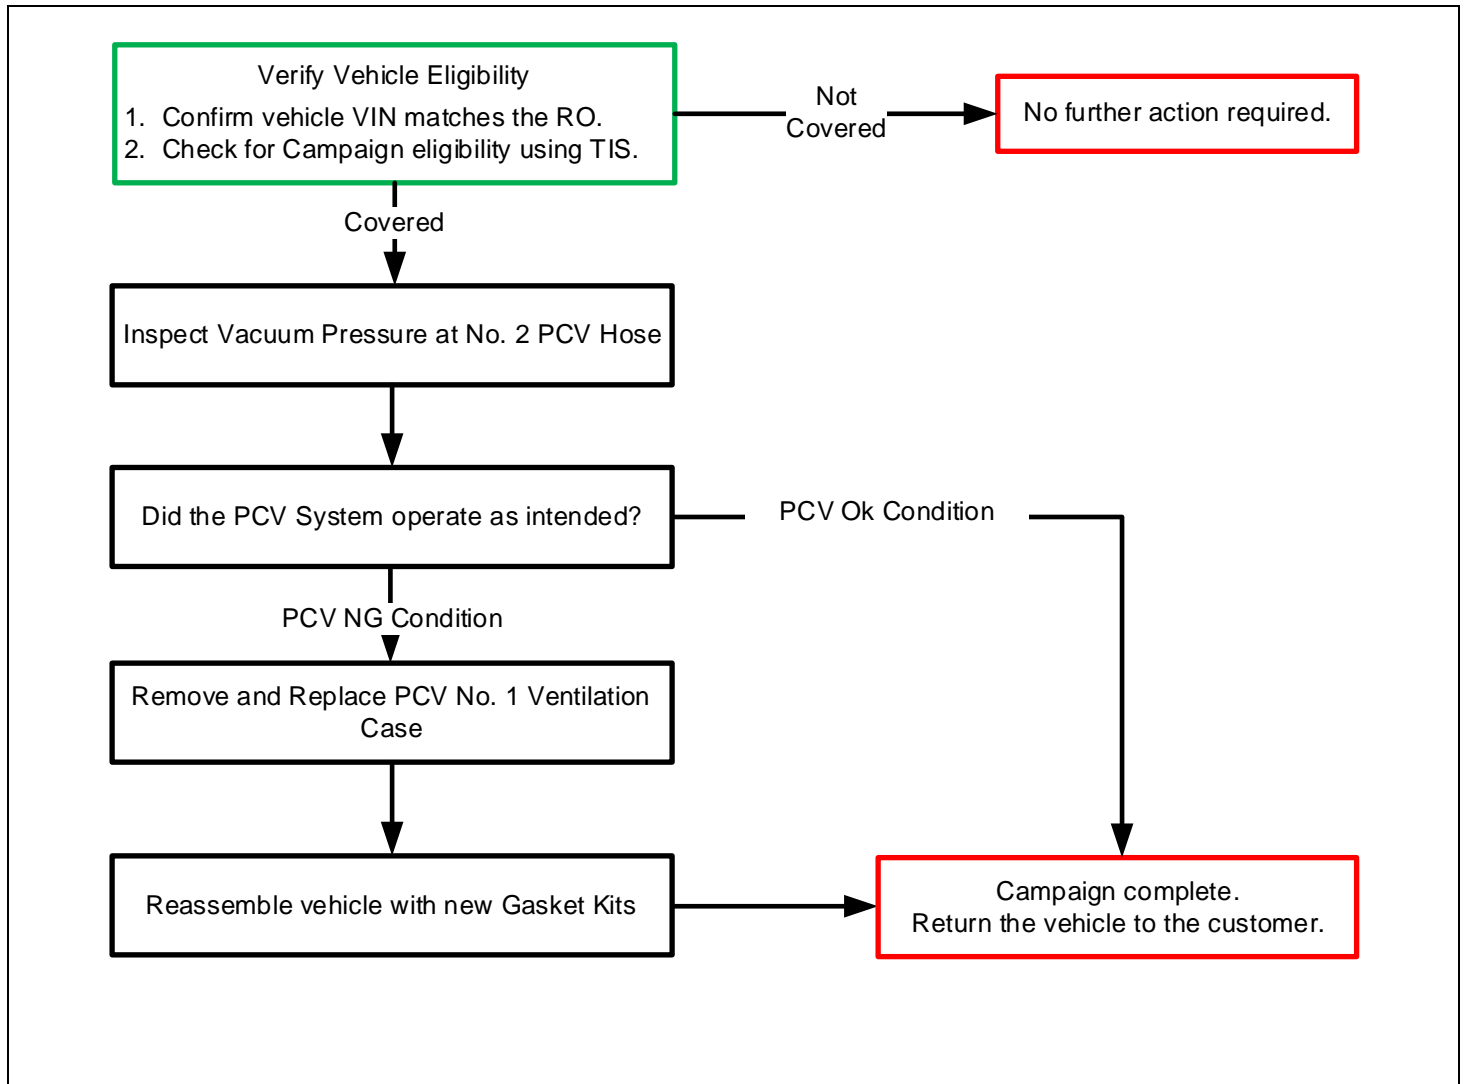 Verify Vehicle Eligibility
1. Confirm vehicle VIN matches the RO.
2. Check for Campaign eligibility using TIS.
Not
Covered
No further action required.
Covered
Inspect Vacuum Pressure at No. 2 PCV Hose
Did the PCV System operate as intended?
PCV Ok Condition
PCV NG Condition
Remove and Replace PCV No. 1 Ventilation
Case
Reassemble vehicle with new Gasket Kits
Campaign complete.
Return the vehicle to the customer.